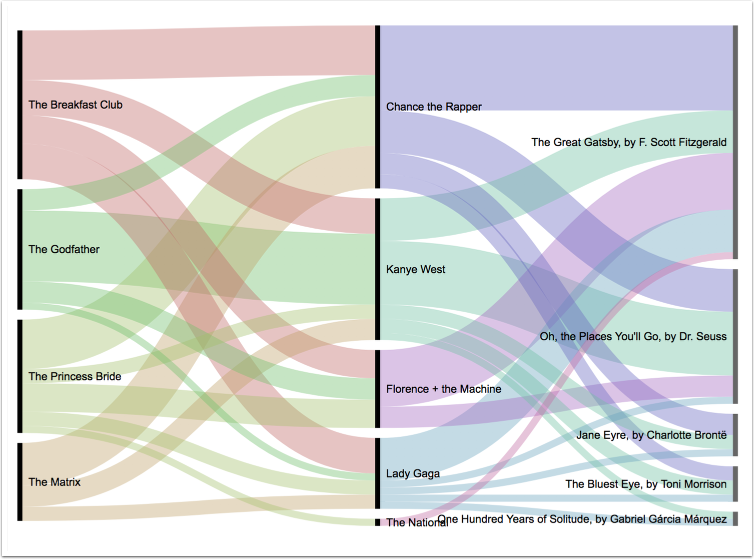 The Breakfast Club
The Godfather
The Princess Bride
The Matrix
Chance the Rapper
Kanye West
Florence + the Machine
Lady Gaga
The National
The Great Gatsby, by F. Scott Fitzgerald
Oh, the Places You'll Go, by Dr. Seuss
Jane Eyre, by Charlotte Brontë
The Bluest Eye, by Toni Morrison
One Hundred Years of Solitude, by Gabriel Gárcia Márquez